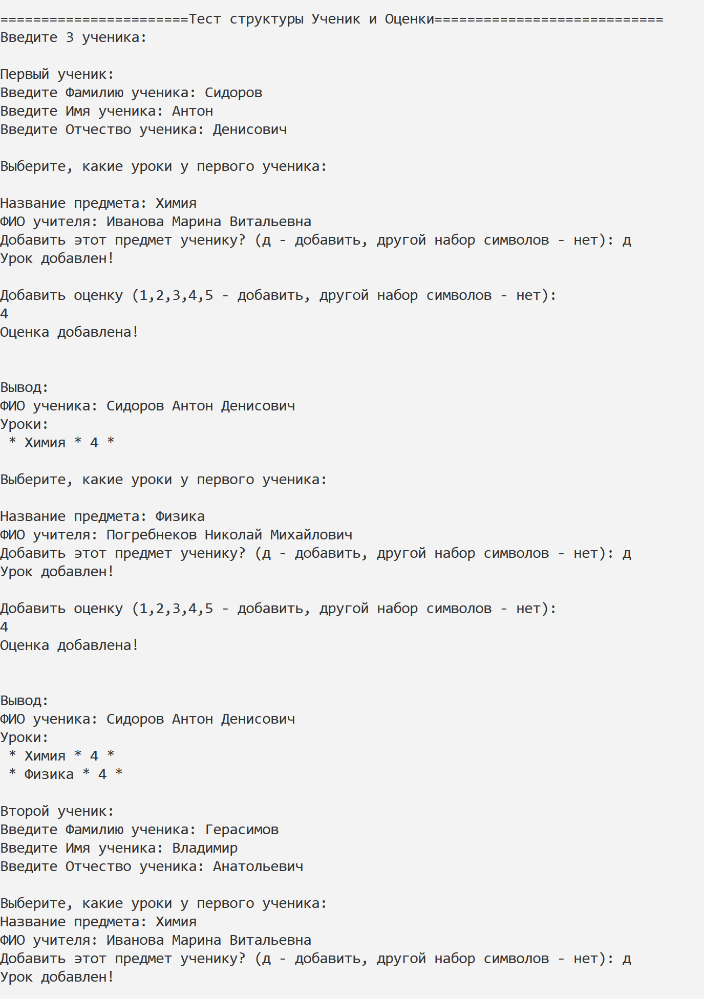 =======================Тест структуры Ученик и Оценки============================
Введите 3 ученика:
Первый ученик:
Введите Фамилию ученика: Сидоров
Введите Имя ученика: Антон
Введите Отчество ученика: Денисович
Выберите, какие уроки у первого ученика:
Название предмета: Химия
ФИО учителя: Иванова Марина Витальевна
Добавить этот предмет ученику? (д - добавить, другой набор символов - нет): д
Урок добавлен!
Добавить оценку (1,2,3,4,5 - добавить, другой набор символов - нет):
4
Оценка добавлена!
Вывод:
ФИО ученика: Сидоров Антон Денисович
Уроки:
* Химия * 4 *
Выберите, какие уроки у первого ученика:
Название предмета: Физика
ФИО учителя: Погребнеков Николай Михайлович
Добавить этот предмет ученику? (д - добавить, другой набор символов - нет): д
Урок добавлен!
Добавить оценку (1,2,3,4,5 - добавить, другой набор символов - нет):
4
Оценка добавлена!
Вывод:
ФИО ученика: Сидоров Антон Денисович
Уроки:
* Химия * 4 *
* Физика * 4 *
Второй ученик:
Введите Фамилию ученика: Герасимов
Введите Имя ученика: Владимир
Введите Отчество ученика: Анатольевич
Выберите, какие уроки у первого ученика:
Название предмета: Химия
ФИО учителя: Иванова Марина Витальевна
Добавить этот предмет ученику? (д - добавить, другой набор символов - нет): д
Урок добавлен!